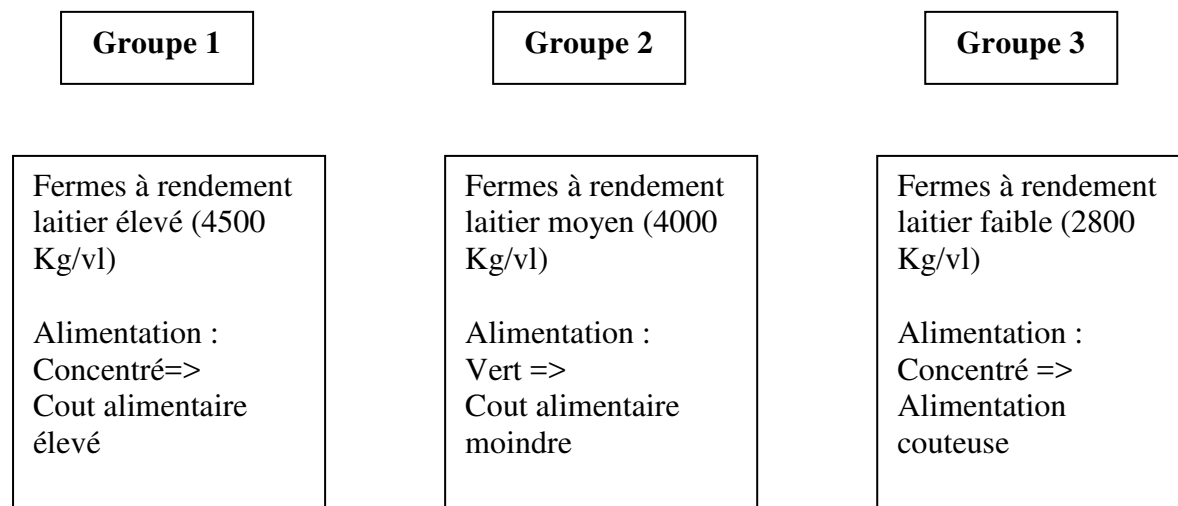 Groupe 1
Groupe 2
Groupe 3
Fermes à rendement
laitier élevé (4500
Kg/vl)
Alimentation :
Concentré=>
Cout alimentaire
élevé
Fermes à rendement
laitier moyen (4000
Kg/vl)
Alimentation :
Vert =>
Cout alimentaire
moindre
Fermes à rendement
laitier faible (2800
Kg/vl)
Alimentation :
Concentré =>
Alimentation
couteuse